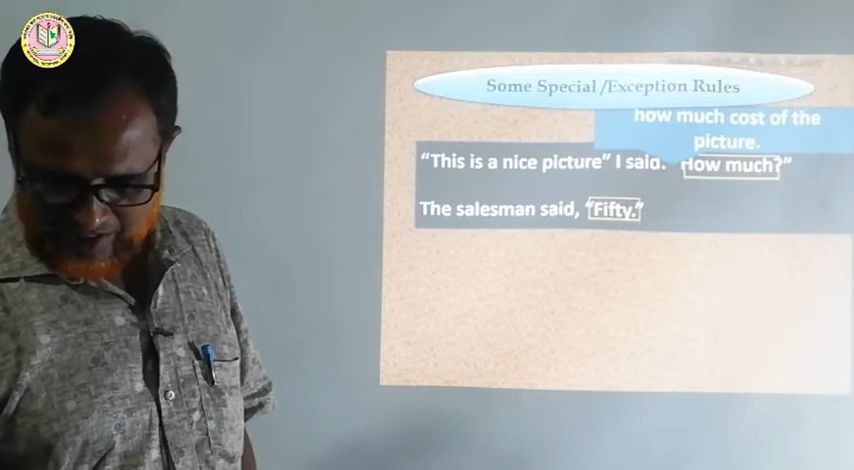 Some Special /Exception Rules
how much cost of the
picture.
“This is a nice picture” I said. “How much?”
The salesman said, “Fifty.”